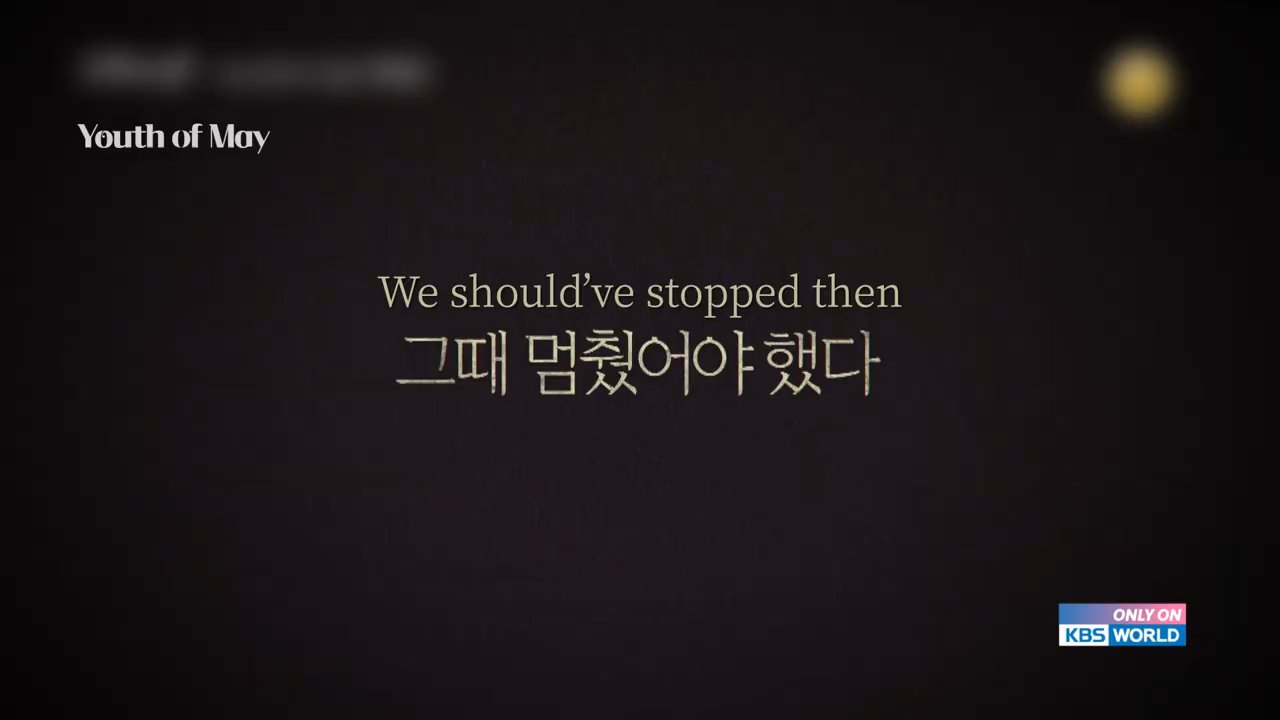 Youth of May
We should've stopped then
그때 멈췄어야 했다
ONLY ON
KBS WORLD